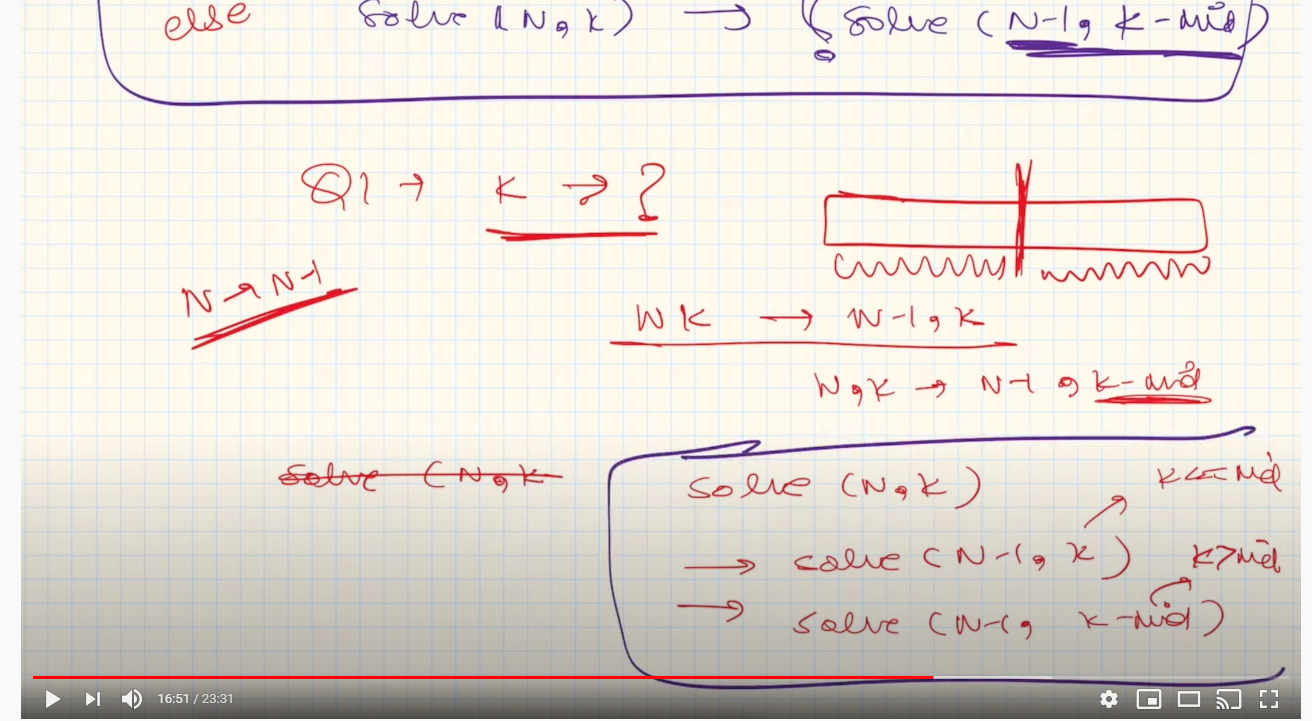 else solve (N, k) → ! solve (N-1, k-mid)
Q1 → K → ?
N → N-1
N K → N-1, K
N, K → N-1, K-mid
solve (N, k
solve (N, k)
K <= mid
→ solve (N-1, k)
K > mid
→ solve (N-1, k-mid)
16:51 / 23:31